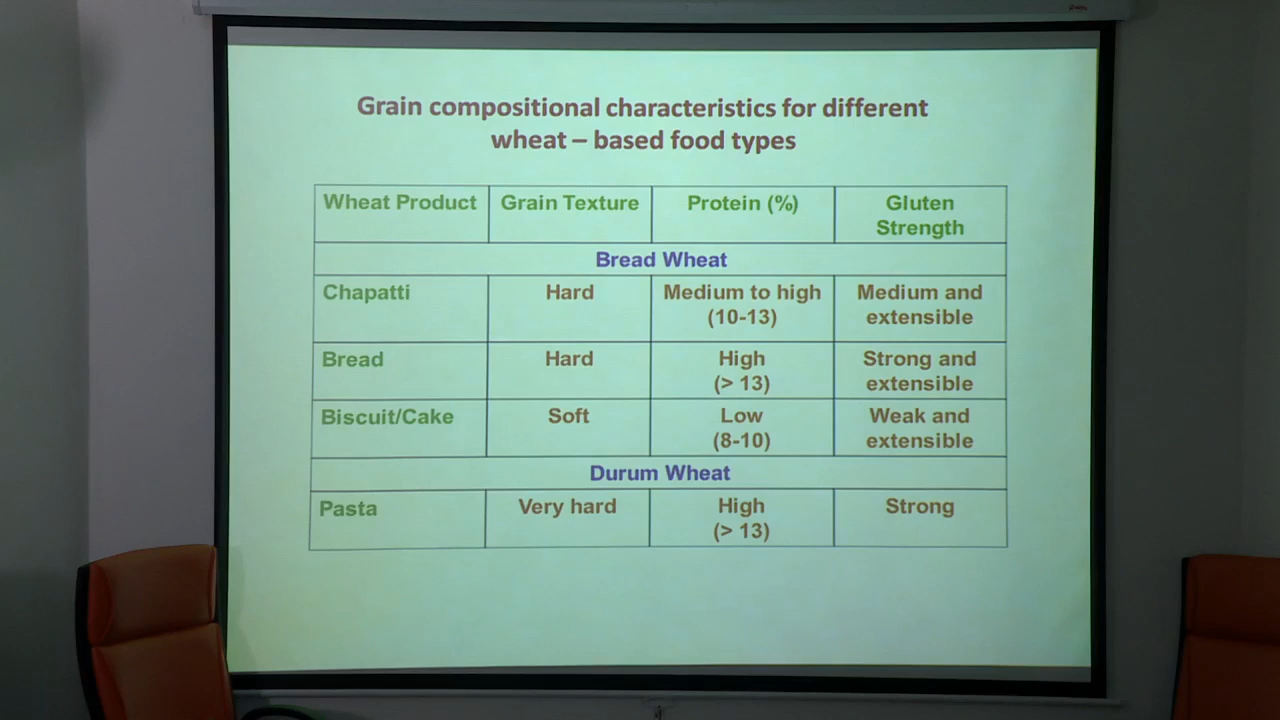 Grain compositional characteristics for different
wheat – based food types
Wheat Product Grain Texture Protein (%) Gluten
Strength
Bread Wheat
Chapatti Hard Medium to high Medium and
(10-13) extensible
Bread Hard High Strong and
(> 13) extensible
Biscuit/Cake Soft Low Weak and
(8-10) extensible
Durum Wheat
Pasta Very hard High Strong
(> 13)